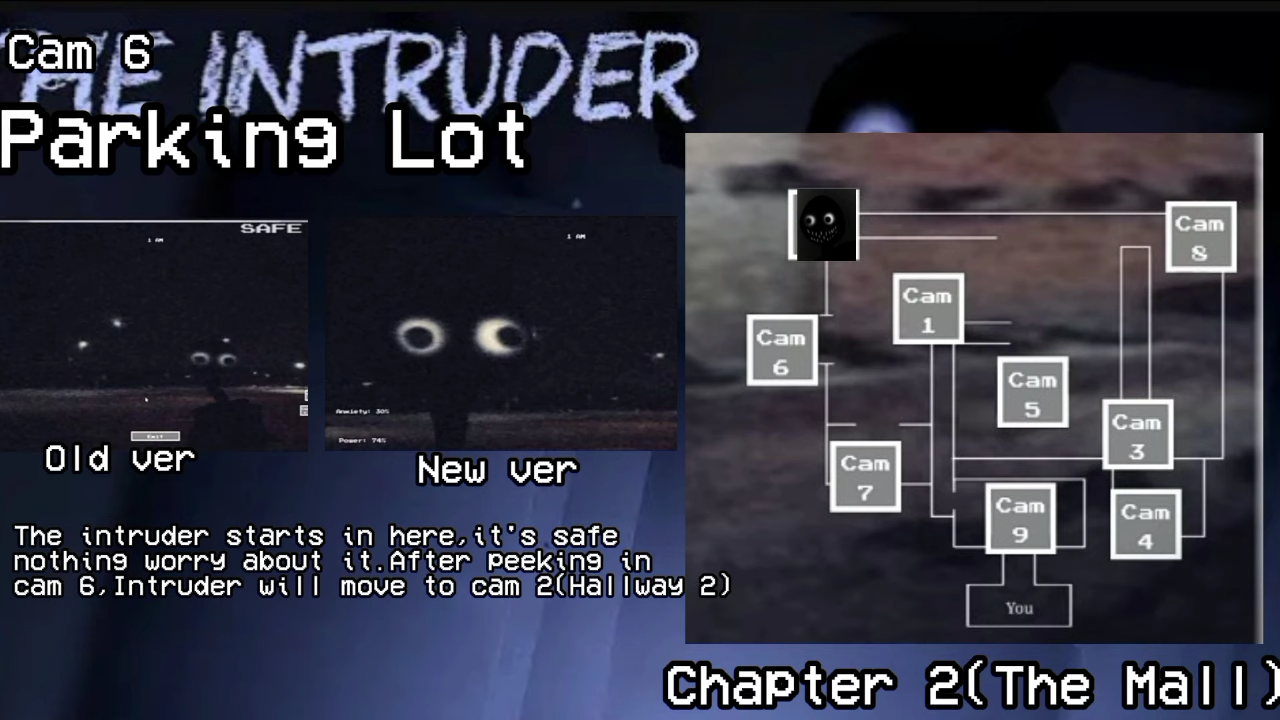 THE INTRUDER
Cam 6
Parking Lot
SAFE
1 AM
Exit
Old ver
1 AM
Anxiety: 30%
Power: 74%
New ver
The intruder starts in here,it's safe
nothing worry about it.After peeking in
cam 6,Intruder will move to cam 2(Hallway 2)
Cam
8
Cam
1
Cam
6
Cam
5
Cam
3
Cam
7
Cam
9
Cam
4
You
Chapter 2(The Mall)